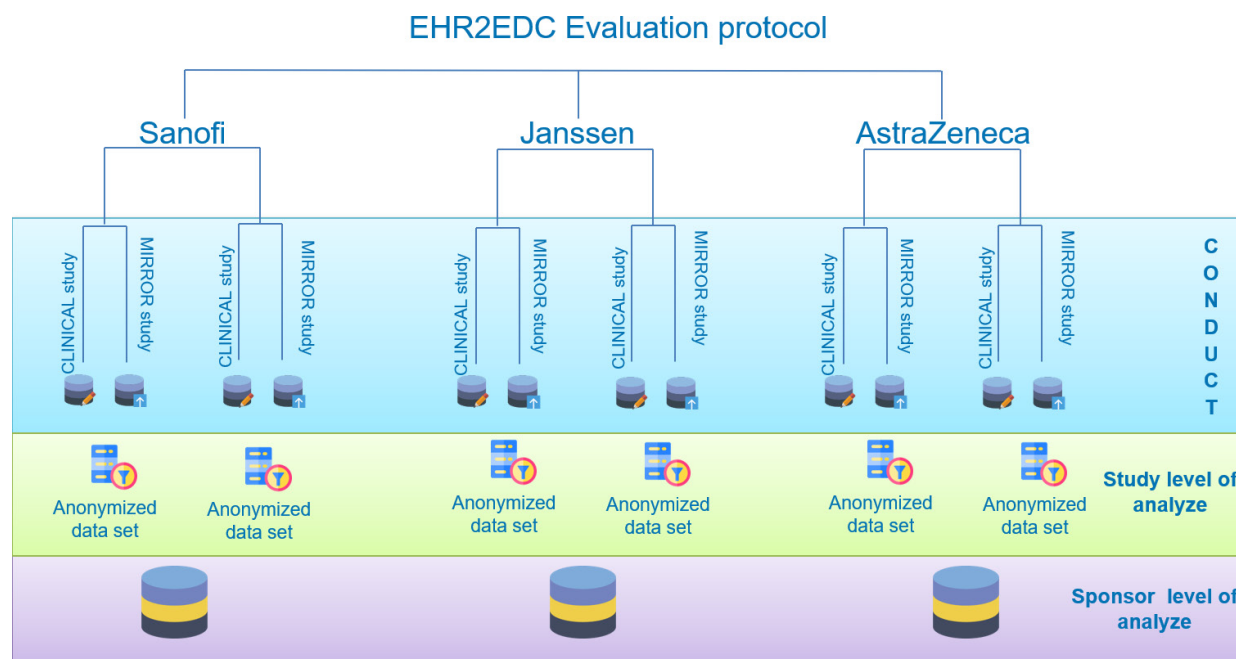 EHR2EDC Evaluation protocol
Sanofi
Janssen
AstraZeneca
CLINICAL study
MIRROR study
CLINICAL study
MIRROR study
CLINICAL study
MIRROR study
CLINICAL study
MIRROR study
CLINICAL study
MIRROR study
CLINICAL study
MIRROR study
CONDUCT
Anonymized
data set
Anonymized
data set
Anonymized
data set
Anonymized
data set
Anonymized
data set
Anonymized
data set
Study level of
analyze
Sponsor level of
analyze